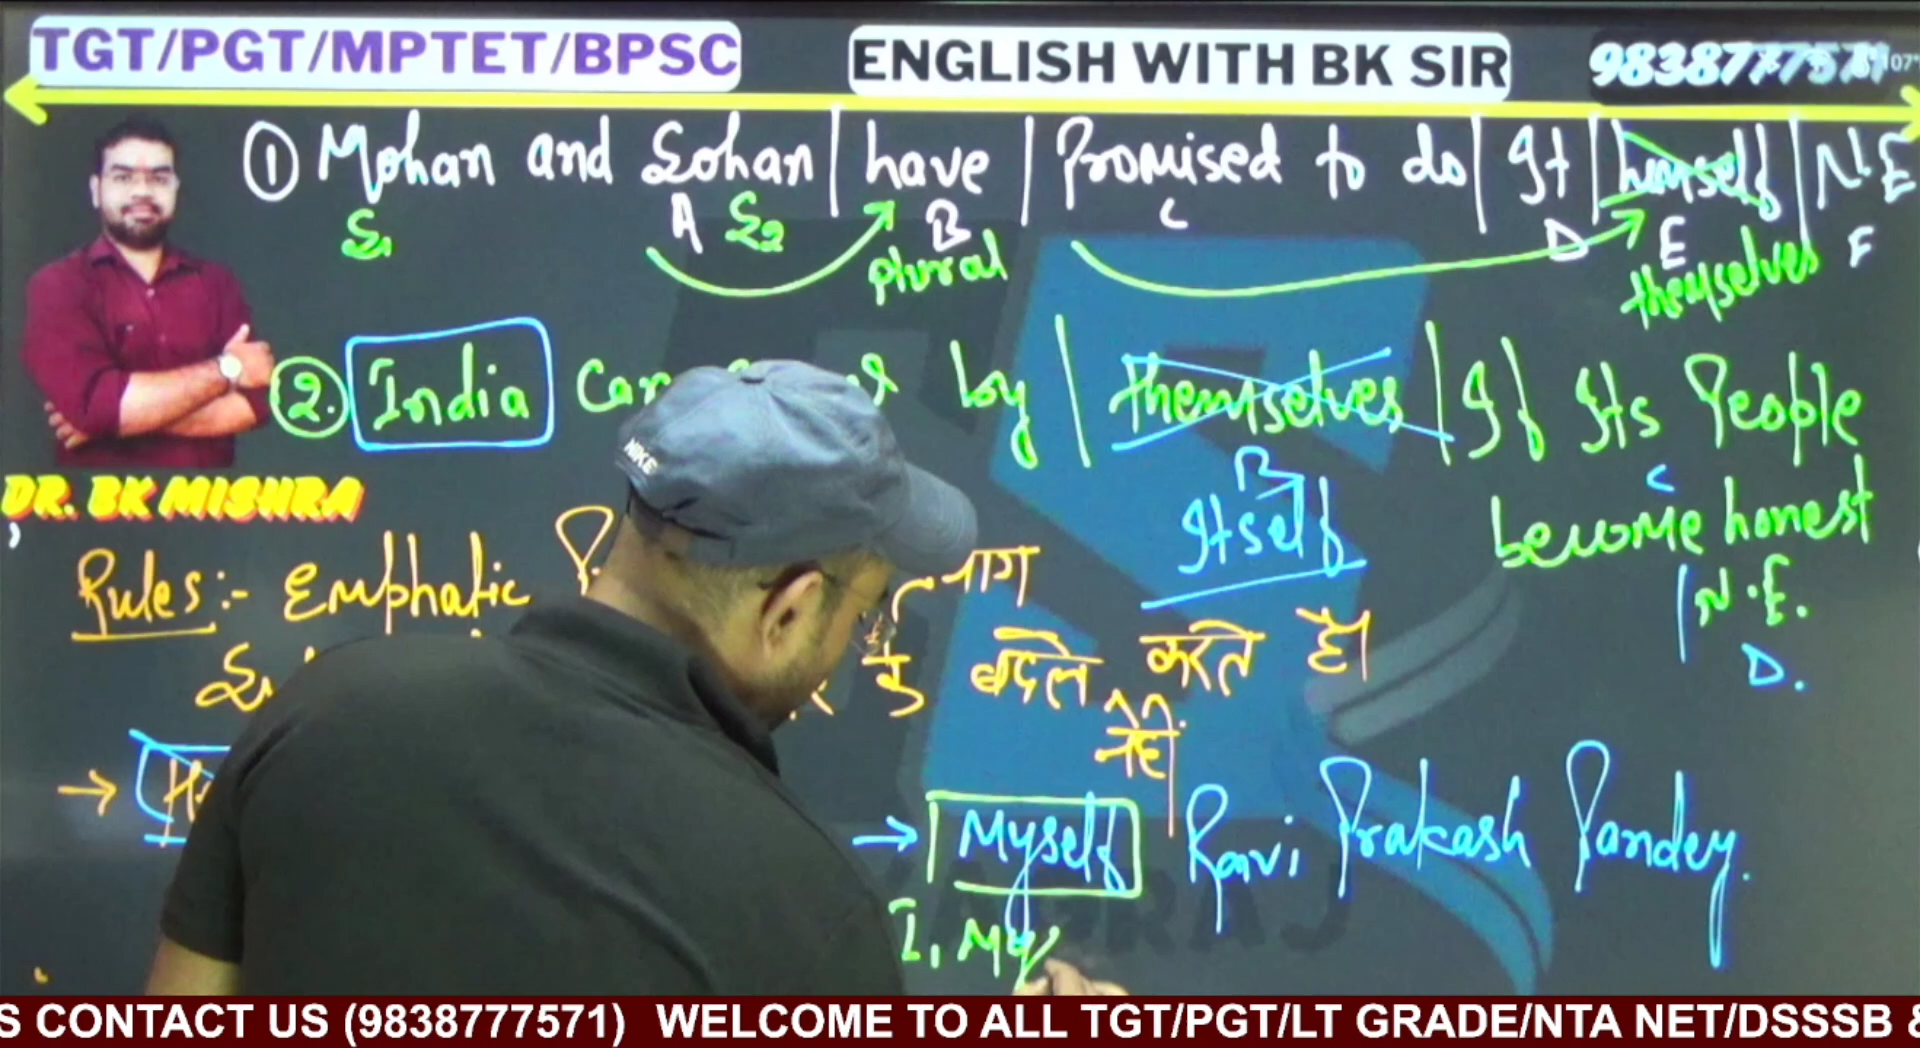 TGT/PGT/MPTET/BPSC ENGLISH WITH BK SIR
① Mohan and Sohan | have | Promised to do | It | himself | N E
S1 A S2 B C D E F
plural themselves
②. India by | themselves | If Its People
B C
DR. BK MISHRA
Itself become honest
Rules:- Emphatic
| N.E.
के बदले करते है।
D.
नहीं
→ → Myself Ravi Prakash Pandey.
I, My
NIKE
S CONTACT US (9838777571) WELCOME TO ALL TGT/PGT/LT GRADE/NTA NET/DSSSB &